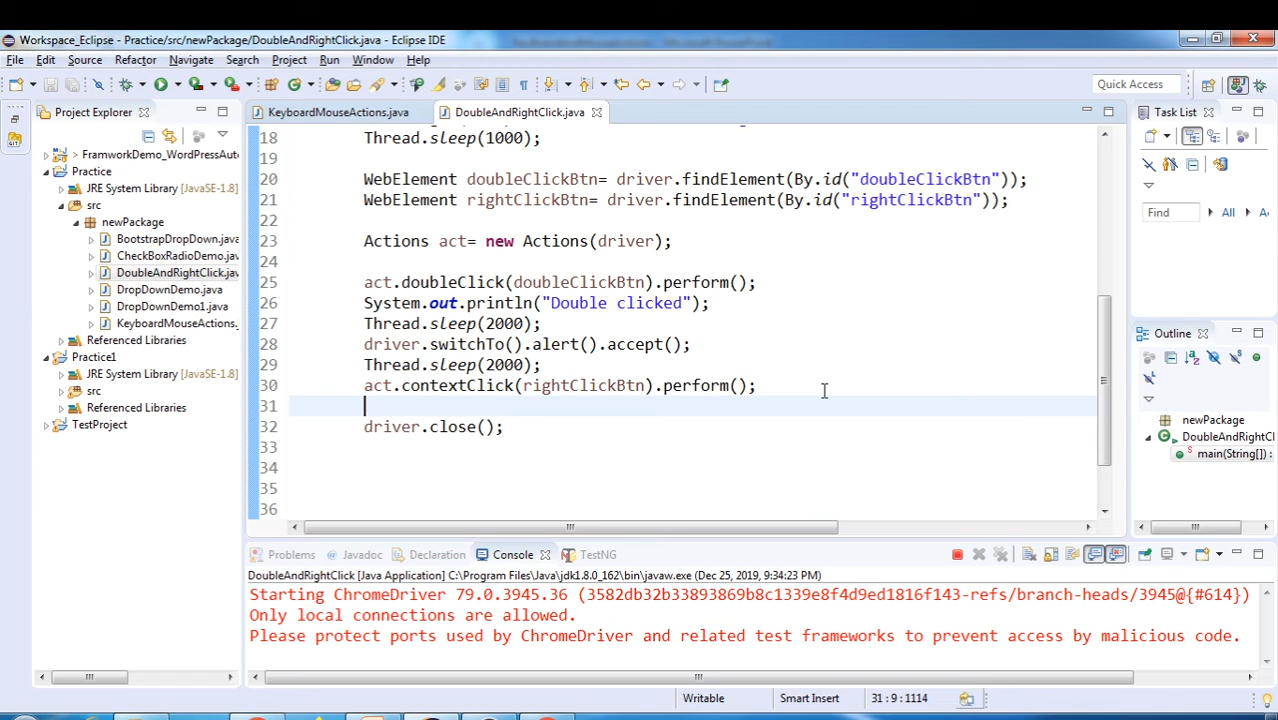 Workspace_Eclipse - Practice/src/newPackage/DoubleAndRightClick.java - Eclipse IDE
File Edit Source Refactor Navigate Search Project Run Window Help
Quick Access
Project Explorer
FramworkDemo_WordPressAuto
Practice
JRE System Library [JavaSE-1.8]
src
newPackage
BootstrapDropDown.java
CheckBoxRadioDemo.jav
DoubleAndRightClick.jav
DropDownDemo.java
DropDownDemo1.java
KeyboardMouseActions.
Referenced Libraries
Practice1
JRE System Library [JavaSE-1.8]
src
Referenced Libraries
TestProject
KeyboardMouseActions.java DoubleAndRightClick.java
18 Thread.sleep(1000);
19
20 WebElement doubleClickBtn= driver.findElement(By.id("doubleClickBtn"));
21 WebElement rightClickBtn= driver.findElement(By.id("rightClickBtn"));
22
23 Actions act= new Actions(driver);
24
25 act.doubleClick(doubleClickBtn).perform();
26 System.out.println("Double clicked");
27 Thread.sleep(2000);
28 driver.switchTo().alert().accept();
29 Thread.sleep(2000);
30 act.contextClick(rightClickBtn).perform();
31
32 driver.close();
33
34
35
36
Task List
Find All
Outline
newPackage
DoubleAndRightCl
main(String[]) :
Problems Javadoc Declaration Console TestNG
DoubleAndRightClick [Java Application] C:\Program Files\Java\jdk1.8.0_162\bin\javaw.exe (Dec 25, 2019, 9:34:23 PM)
Starting ChromeDriver 79.0.3945.36 (3582db32b33893869b8c1339e8f4d9ed1816f143-refs/branch-heads/3945@{#614})
Only local connections are allowed.
Please protect ports used by ChromeDriver and related test frameworks to prevent access by malicious code.
Writable Smart Insert 31 : 9 : 1114